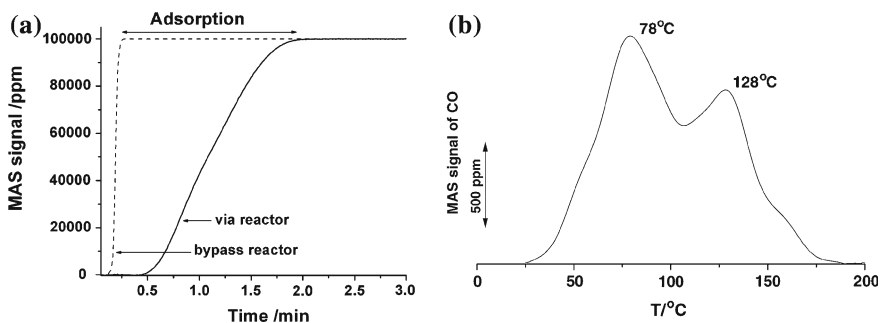 (a)
Adsorption
MAS signal /ppm
100000
80000
60000
40000
20000
0
via reactor
bypass reactor
0.5 1.0 1.5 2.0 2.5 3.0
Time /min
(b)
78°C
128°C
MAS signal of CO
500 ppm
0 50 100 150 200
T/°C